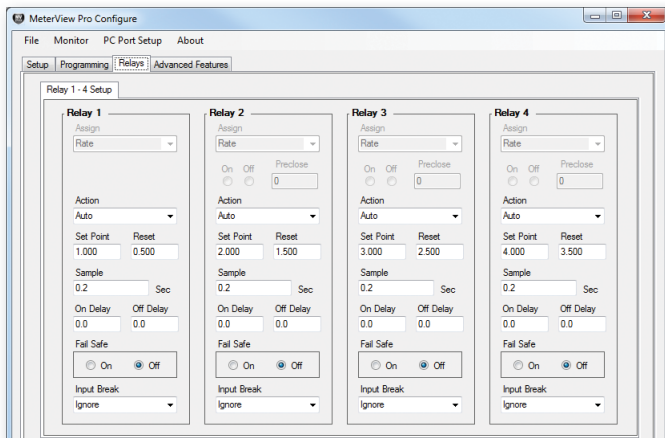 MeterView Pro Configure
File Monitor PC Port Setup About
Setup Programming Relays Advanced Features
Relay 1 - 4 Setup
Relay 1
Assign
Rate
Action
Auto
Set Point Reset
1.000 0.500
Sample
0.2 Sec
On Delay Off Delay
0.0 0.0
Fail Safe
On Off
Input Break
Ignore
Relay 2
Assign
Rate
On Off Preclose
0
Action
Auto
Set Point Reset
2.000 1.500
Sample
0.2 Sec
On Delay Off Delay
0.0 0.0
Fail Safe
On Off
Input Break
Ignore
Relay 3
Assign
Rate
On Off Preclose
0
Action
Auto
Set Point Reset
3.000 2.500
Sample
0.2 Sec
On Delay Off Delay
0.0 0.0
Fail Safe
On Off
Input Break
Ignore
Relay 4
Assign
Rate
On Off Preclose
0
Action
Auto
Set Point Reset
4.000 3.500
Sample
0.2 Sec
On Delay Off Delay
0.0 0.0
Fail Safe
On Off
Input Break
Ignore